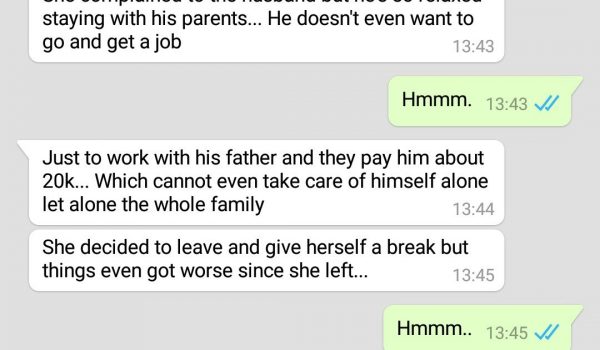 staying with his parents... He doesn't even want to
go and get a job
13:43
Hmmm. 13:43
Just to work with his father and they pay him about
20k... Which cannot even take care of himself alone
let alone the whole family
13:44
She decided to leave and give herself a break but
things even got worse since she left...
13:45
Hmmm.. 13:45